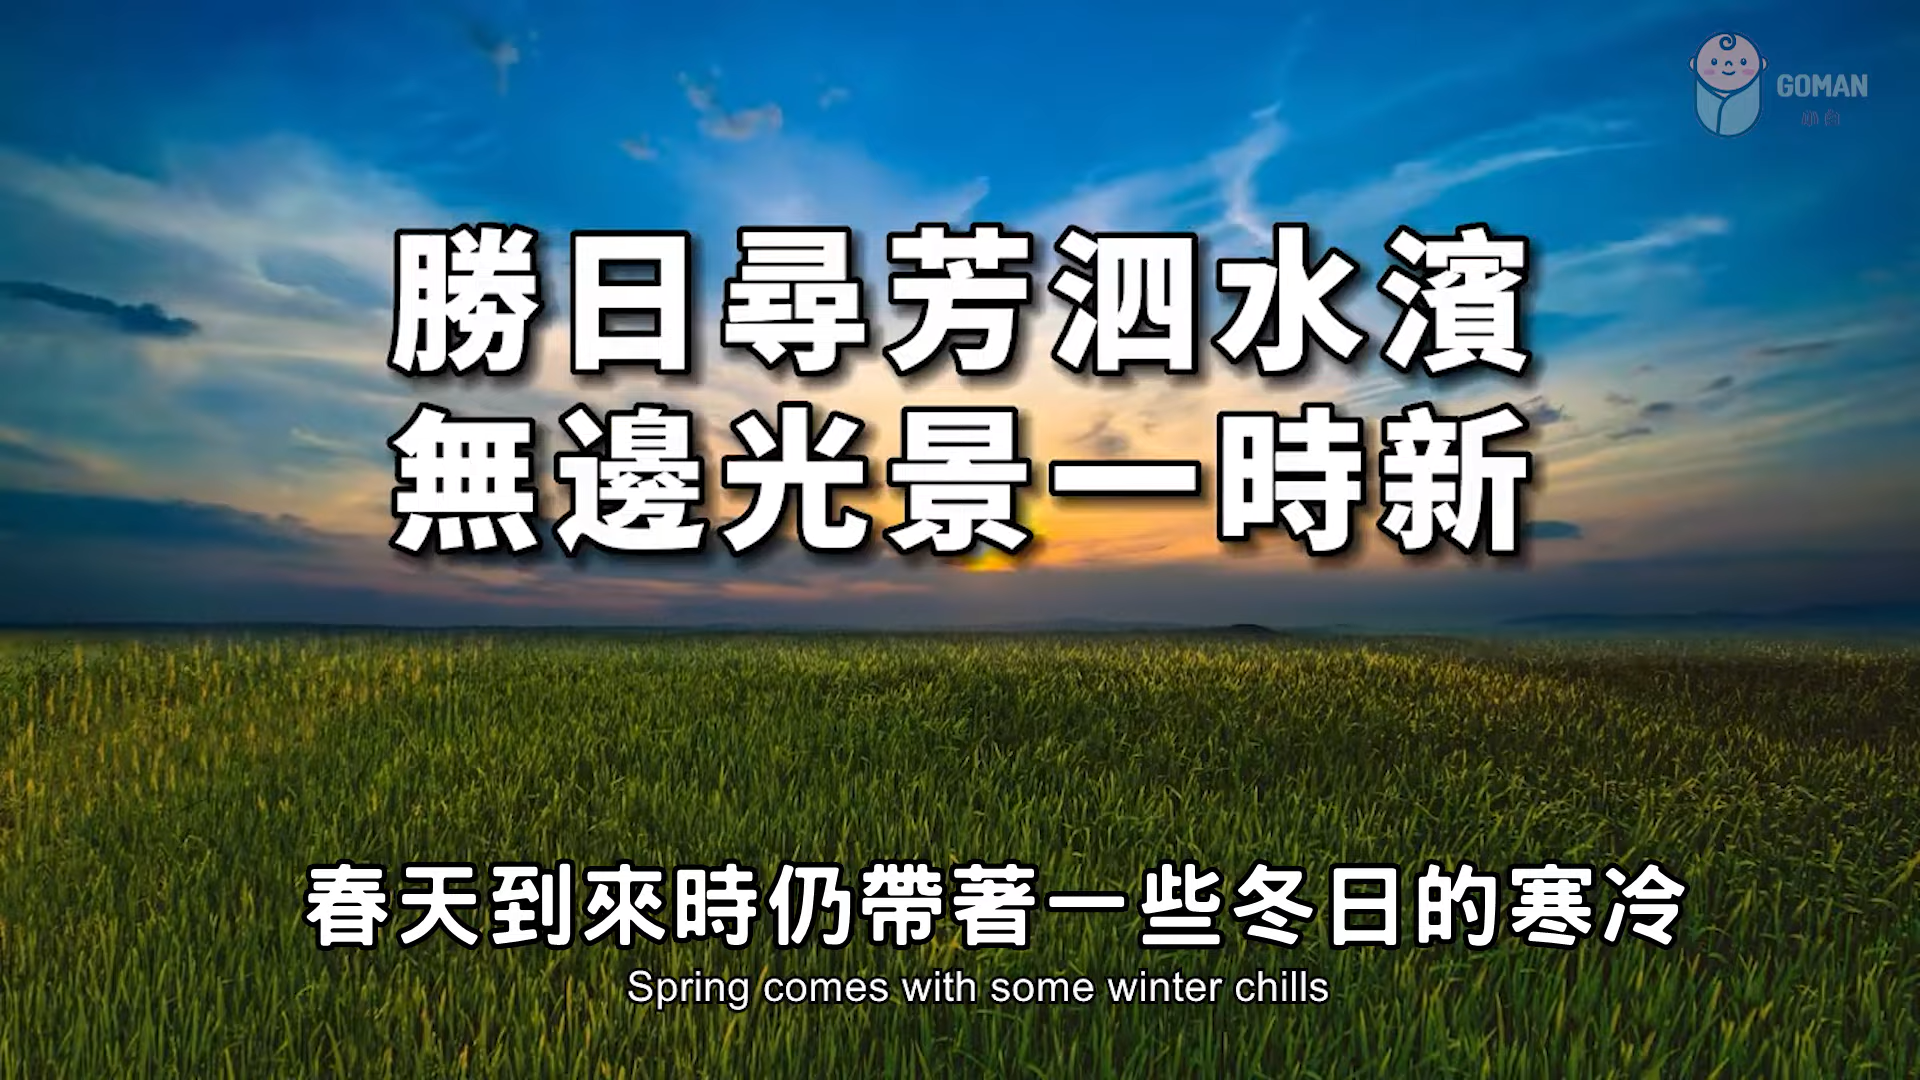 GOMAN
勝日尋芳泗水濱
無邊光景一時新
春天到來時仍帶著一些冬日的寒冷
Spring comes with some winter chills